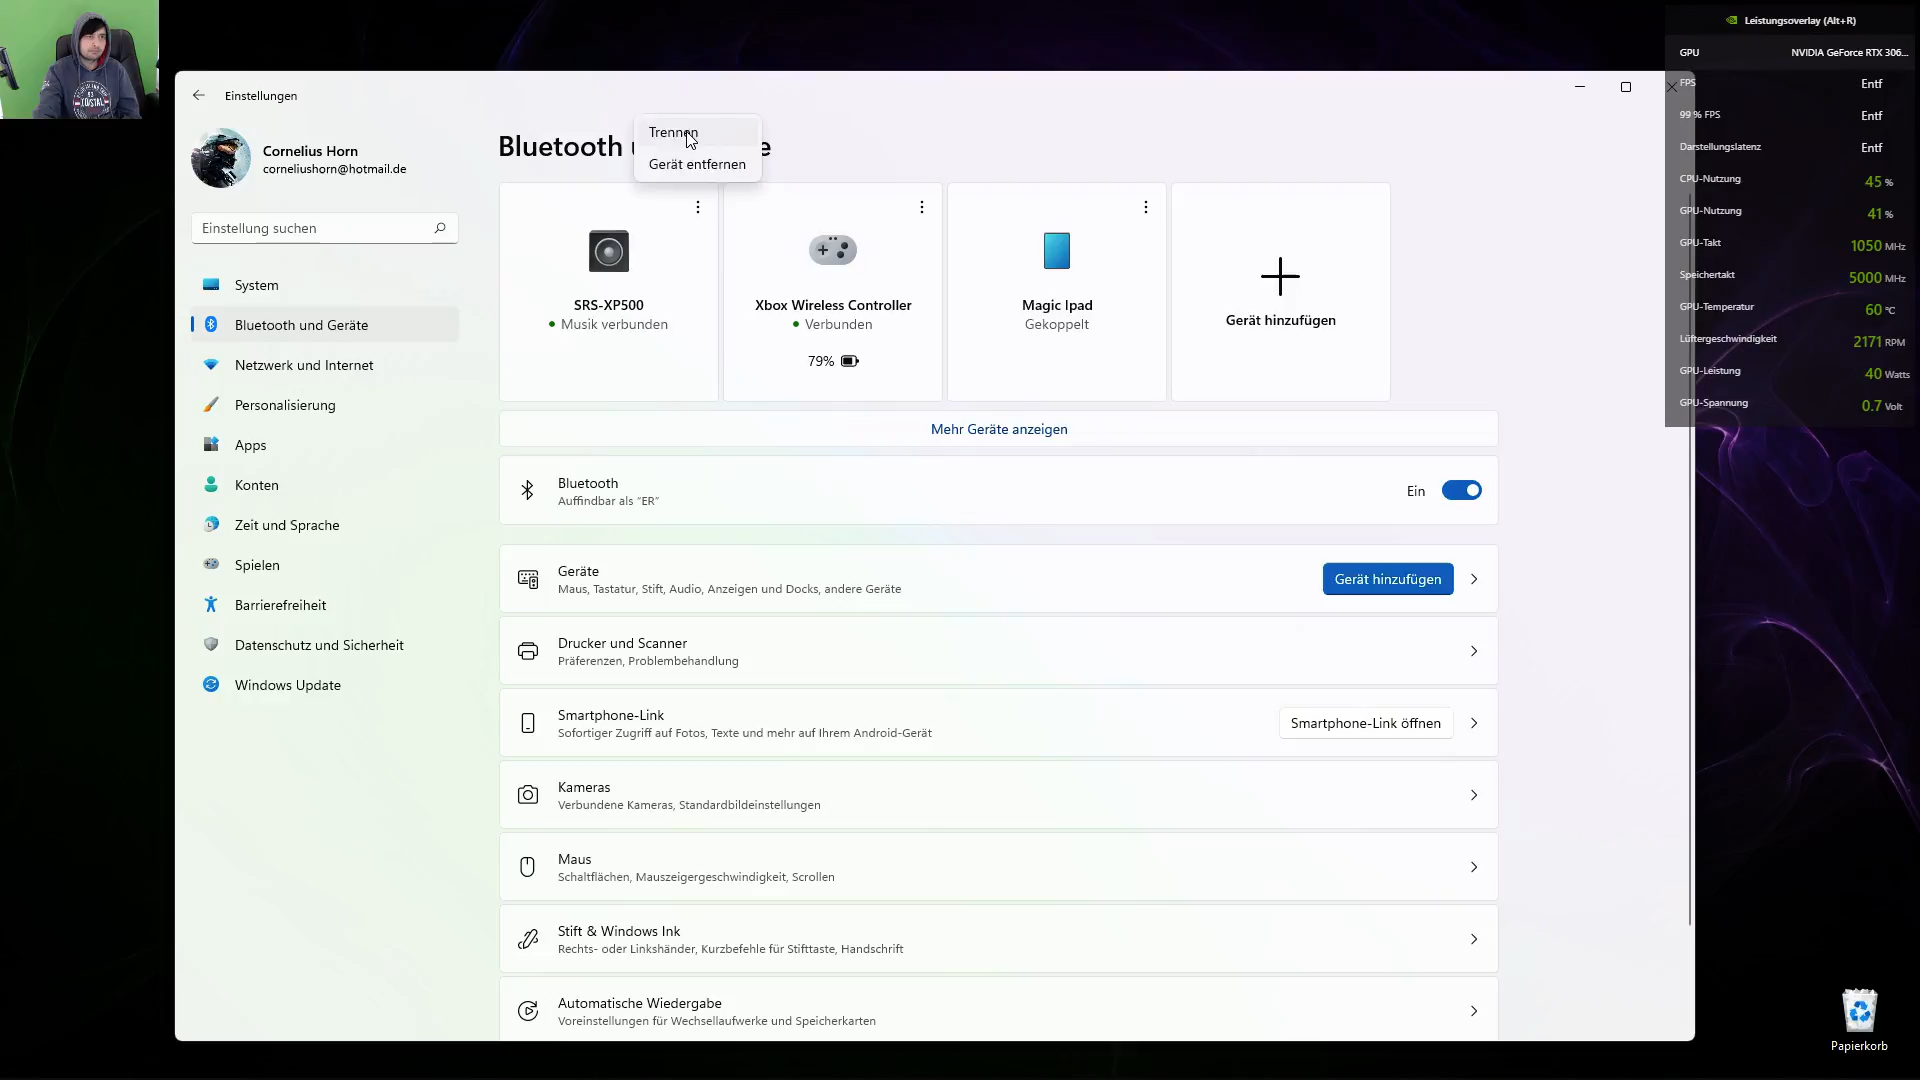 Leistungsoverlay (Alt+R)
GPU NVIDIA GeForce RTX 306...
FPS Entf
99 % FPS Entf
Darstellungslatenz Entf
CPU-Nutzung 45 %
GPU-Nutzung 41 %
GPU-Takt 1050 MHz
Speichertakt 5000 MHz
GPU-Temperatur 60 °C
Lüftergeschwindigkeit 2171 RPM
GPU-Leistung 40 Watts
GPU-Spannung 0.7 Volt
Einstellungen
Cornelius Horn
corneliushorn@hotmail.de
Einstellung suchen
System
Bluetooth und Geräte
Netzwerk und Internet
Personalisierung
Apps
Konten
Zeit und Sprache
Spielen
Barrierefreiheit
Datenschutz und Sicherheit
Windows Update
Bluetooth
Trennen
Gerät entfernen
SRS-XP500
Musik verbunden
Xbox Wireless Controller
Verbunden
79%
Magic Ipad
Gekoppelt
Gerät hinzufügen
Mehr Geräte anzeigen
Bluetooth
Auffindbar als "ER"
Ein
Geräte
Maus, Tastatur, Stift, Audio, Anzeigen und Docks, andere Geräte
Gerät hinzufügen
Drucker und Scanner
Präferenzen, Problembehandlung
Smartphone-Link
Sofortiger Zugriff auf Fotos, Texte und mehr auf Ihrem Android-Gerät
Smartphone-Link öffnen
Kameras
Verbundene Kameras, Standardbildeinstellungen
Maus
Schaltflächen, Mauszeigergeschwindigkeit, Scrollen
Stift & Windows Ink
Rechts- oder Linkshänder, Kurzbefehle für Stifttaste, Handschrift
Automatische Wiedergabe
Voreinstellungen für Wechsellaufwerke und Speicherkarten
Papierkorb